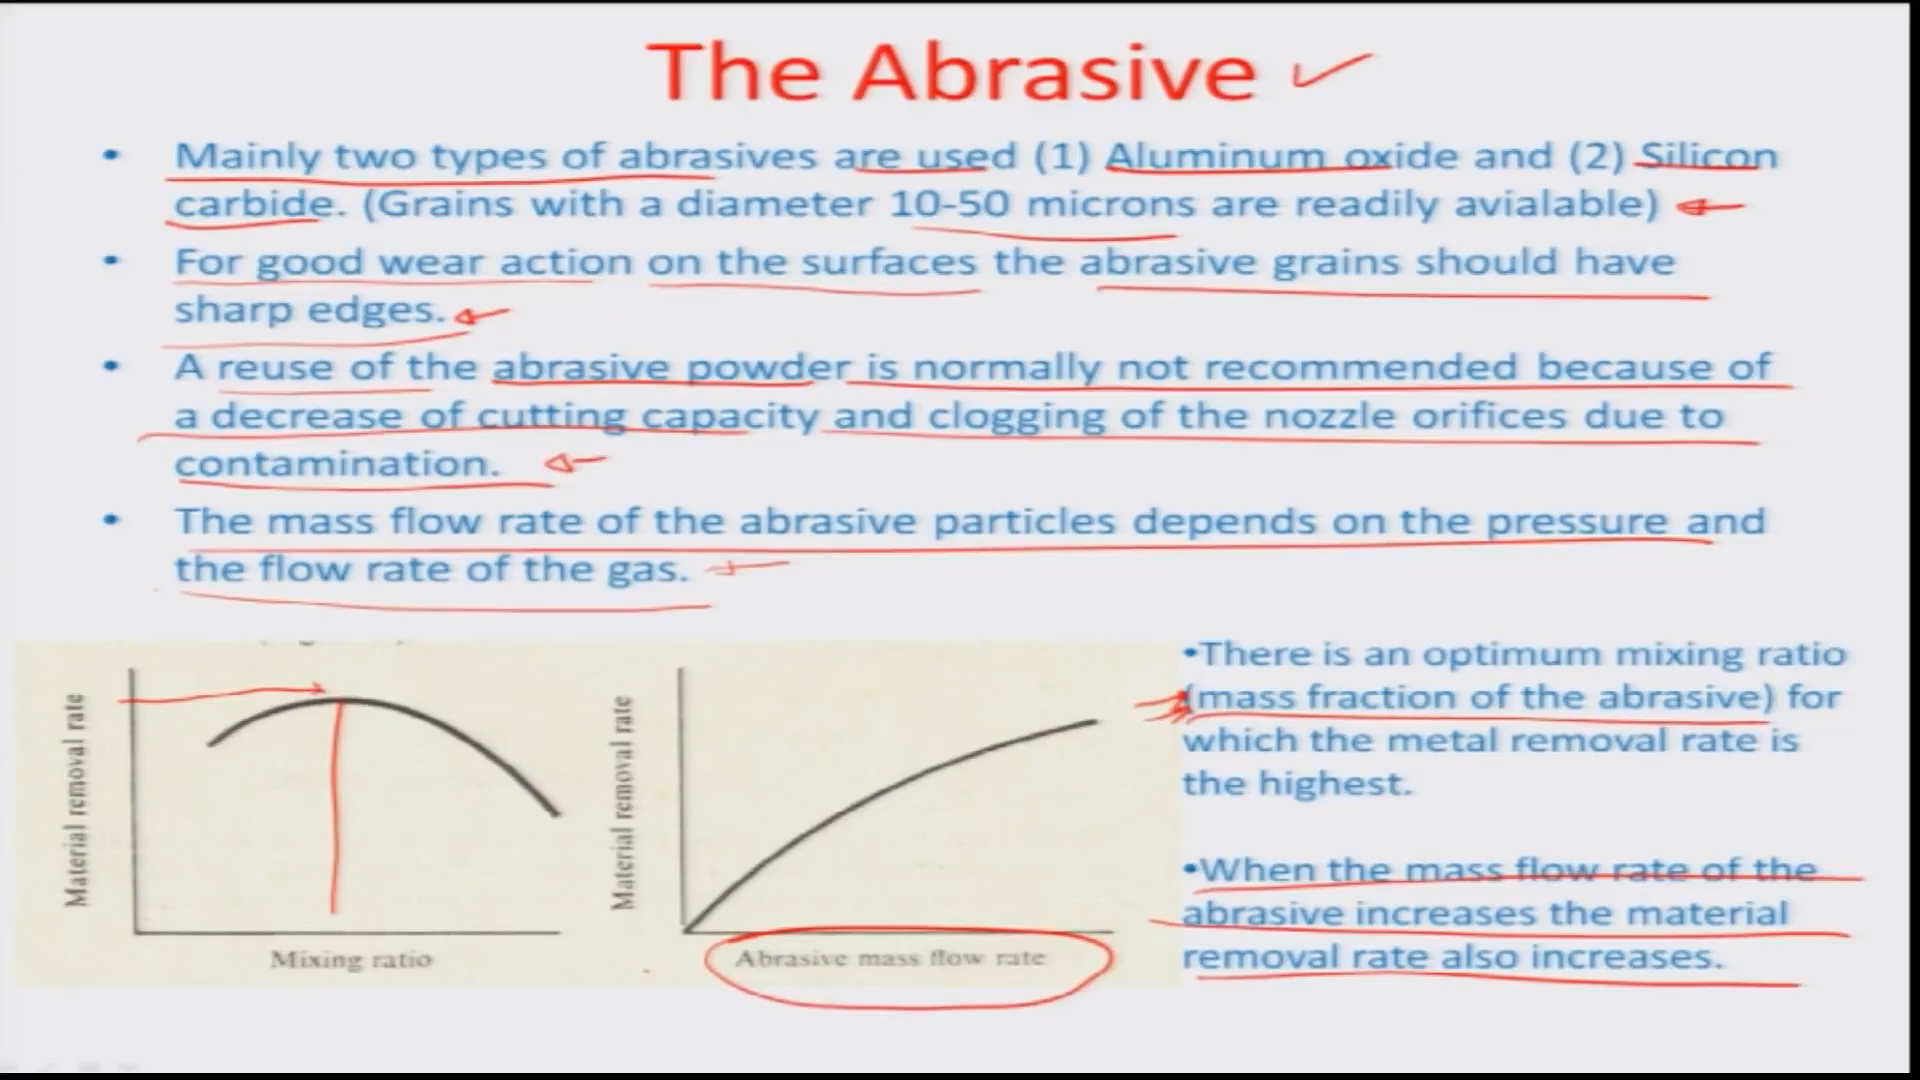 The Abrasive
• Mainly two types of abrasives are used (1) Aluminum oxide and (2) Silicon
carbide. (Grains with a diameter 10-50 microns are readily avialable)
• For good wear action on the surfaces the abrasive grains should have
sharp edges.
• A reuse of the abrasive powder is normally not recommended because of
a decrease of cutting capacity and clogging of the nozzle orifices due to
contamination.
• The mass flow rate of the abrasive particles depends on the pressure and
the flow rate of the gas.
Material removal rate
Mixing ratio
Material removal rate
Abrasive mass flow rate
•There is an optimum mixing ratio
(mass fraction of the abrasive) for
which the metal removal rate is
the highest.
•When the mass flow rate of the
abrasive increases the material
removal rate also increases.